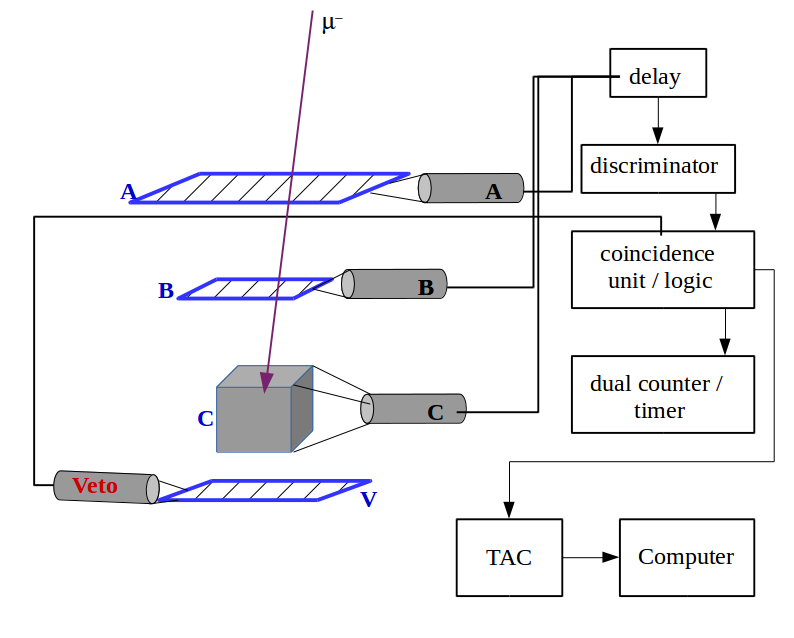 μ⁻
delay
discriminator
A
A
coincidence
unit / logic
B
B
dual counter /
timer
C
C
Veto
V
TAC
Computer